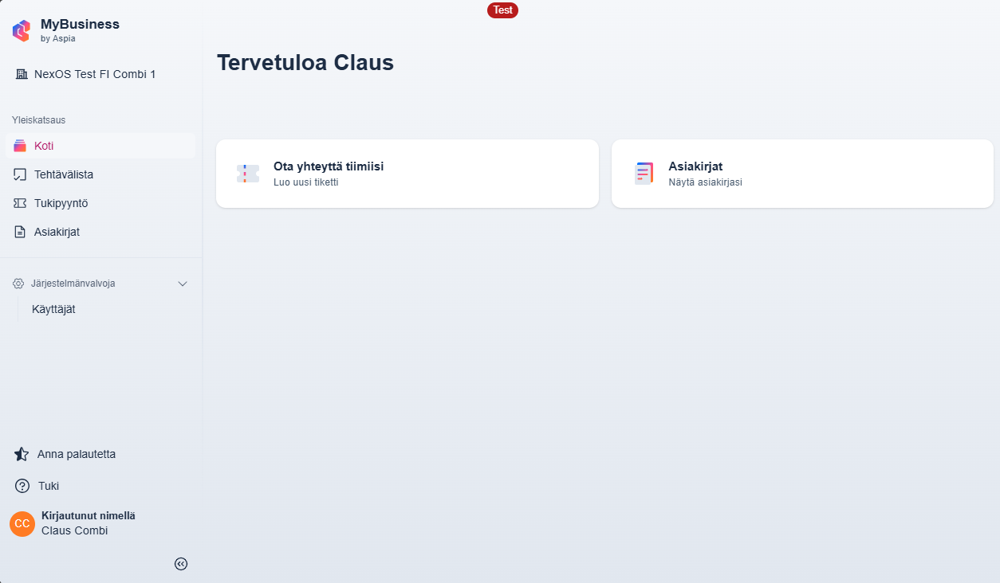 Test
MyBusiness
by Aspia
NexOS Test FI Combi 1
Yleiskatsaus
Koti
Tehtävälista
Tukipyyntö
Asiakirjat
Järjestelmänvalvoja
Käyttäjät
Anna palautetta
Tuki
CC
Kirjautunut nimellä
Claus Combi
Tervetuloa Claus
Ota yhteyttä tiimiisi
Luo uusi tiketti
Asiakirjat
Näytä asiakirjasi